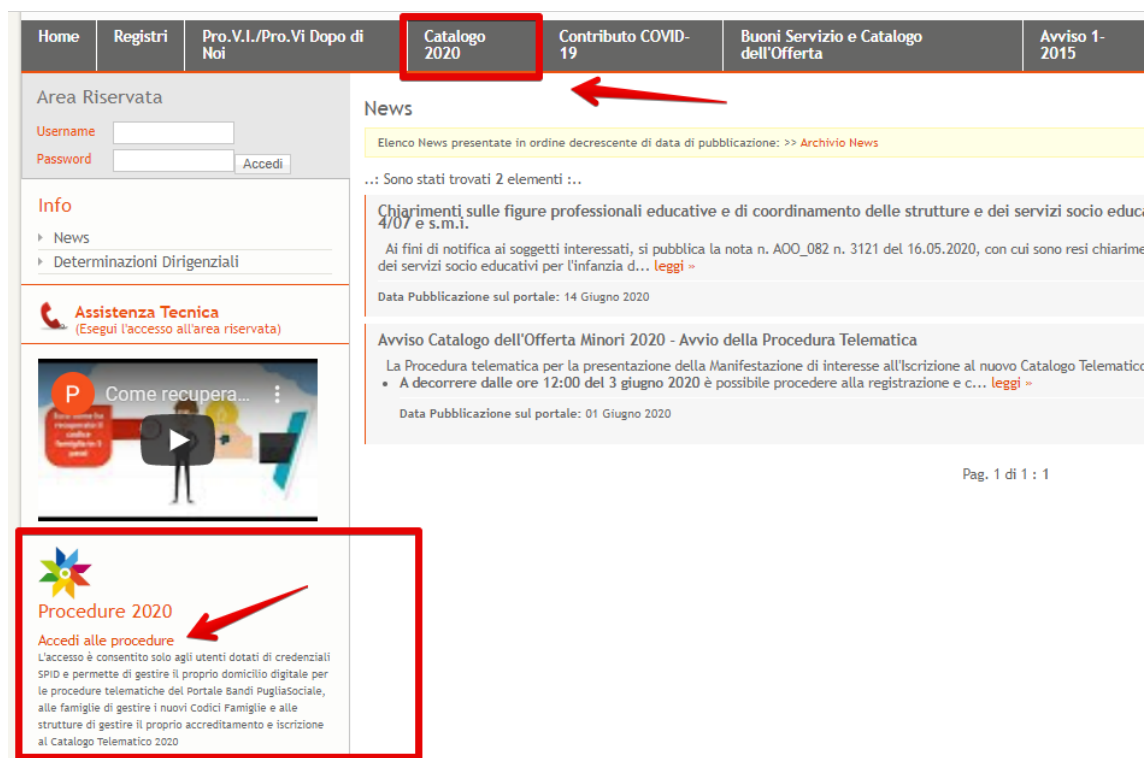 Home
Registri
Pro.V.I./Pro.Vi Dopo di
Noi
Catalogo
2020
Contributo COVID-
19
Buoni Servizio e Catalogo
dell'Offerta
Avviso 1-
2015
Area Riservata
Username
Password
Accedi
Info
News
Determinazioni Dirigenziali
Assistenza Tecnica
(Esegui l'accesso all'area riservata)
P
Come recupera...
Procedure 2020
Accedi alle procedure
L'accesso è consentito solo agli utenti dotati di credenziali
SPID e permette di gestire il proprio domicilio digitale per
le procedure telematiche del Portale Bandi PugliaSociale,
alle famiglie di gestire i nuovi Codici Famiglie e alle
strutture di gestire il proprio accreditamento e iscrizione
al Catalogo Telematico 2020
News
Elenco News presentate in ordine decrescente di data di pubblicazione: >> Archivio News
..: Sono stati trovati 2 elementi :..
Chiarimenti sulle figure professionali educative e di coordinamento delle strutture e dei servizi socio educa
4/07 e s.m.i.
Ai fini di notifica ai soggetti interessati, si pubblica la nota n. AOO_082 n. 3121 del 16.05.2020, con cui sono resi chiarime
dei servizi socio educativi per l'infanzia d... leggi »
Data Pubblicazione sul portale: 14 Giugno 2020
Avviso Catalogo dell'Offerta Minori 2020 - Avvio della Procedura Telematica
La Procedura telematica per la presentazione della Manifestazione di interesse all'Iscrizione al nuovo Catalogo Telematico
• A decorrere dalle ore 12:00 del 3 giugno 2020 è possibile procedere alla registrazione e c... leggi »
Data Pubblicazione sul portale: 01 Giugno 2020
Pag. 1 di 1 : 1